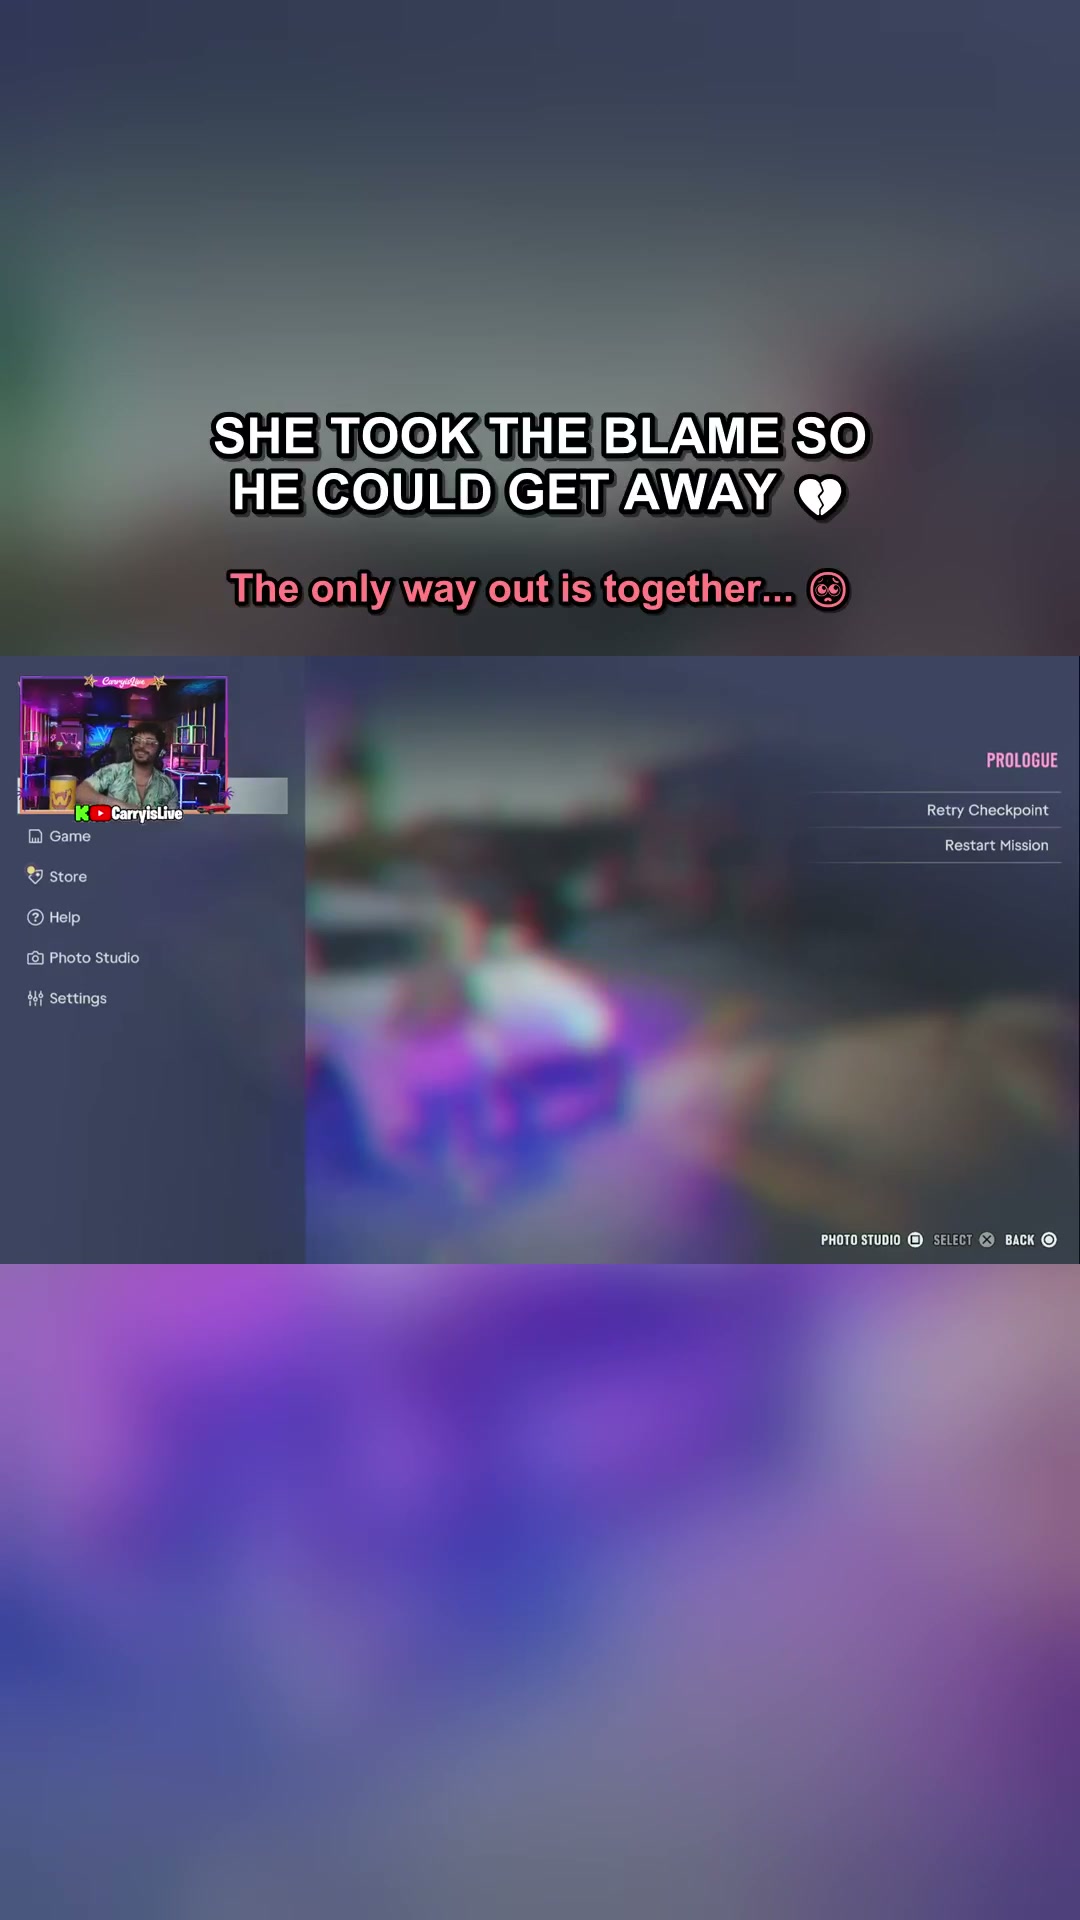 SHE TOOK THE BLAME SO
HE COULD GET AWAY 💔
The only way out is together... 🥺
CarryisLive
CarryisLive
PROLOGUE
Retry Checkpoint
Restart Mission
Game
Store
Help
Photo Studio
Settings
PHOTO STUDIO SELECT BACK